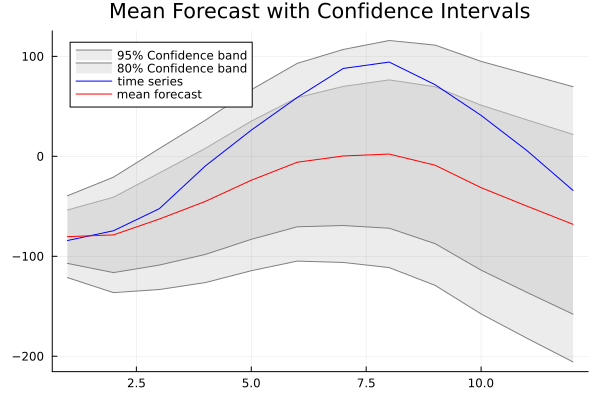 Mean Forecast with Confidence Intervals
95% Confidence band
80% Confidence band
time series
mean forecast
100
0
−100
−200
2.5 5.0 7.5 10.0